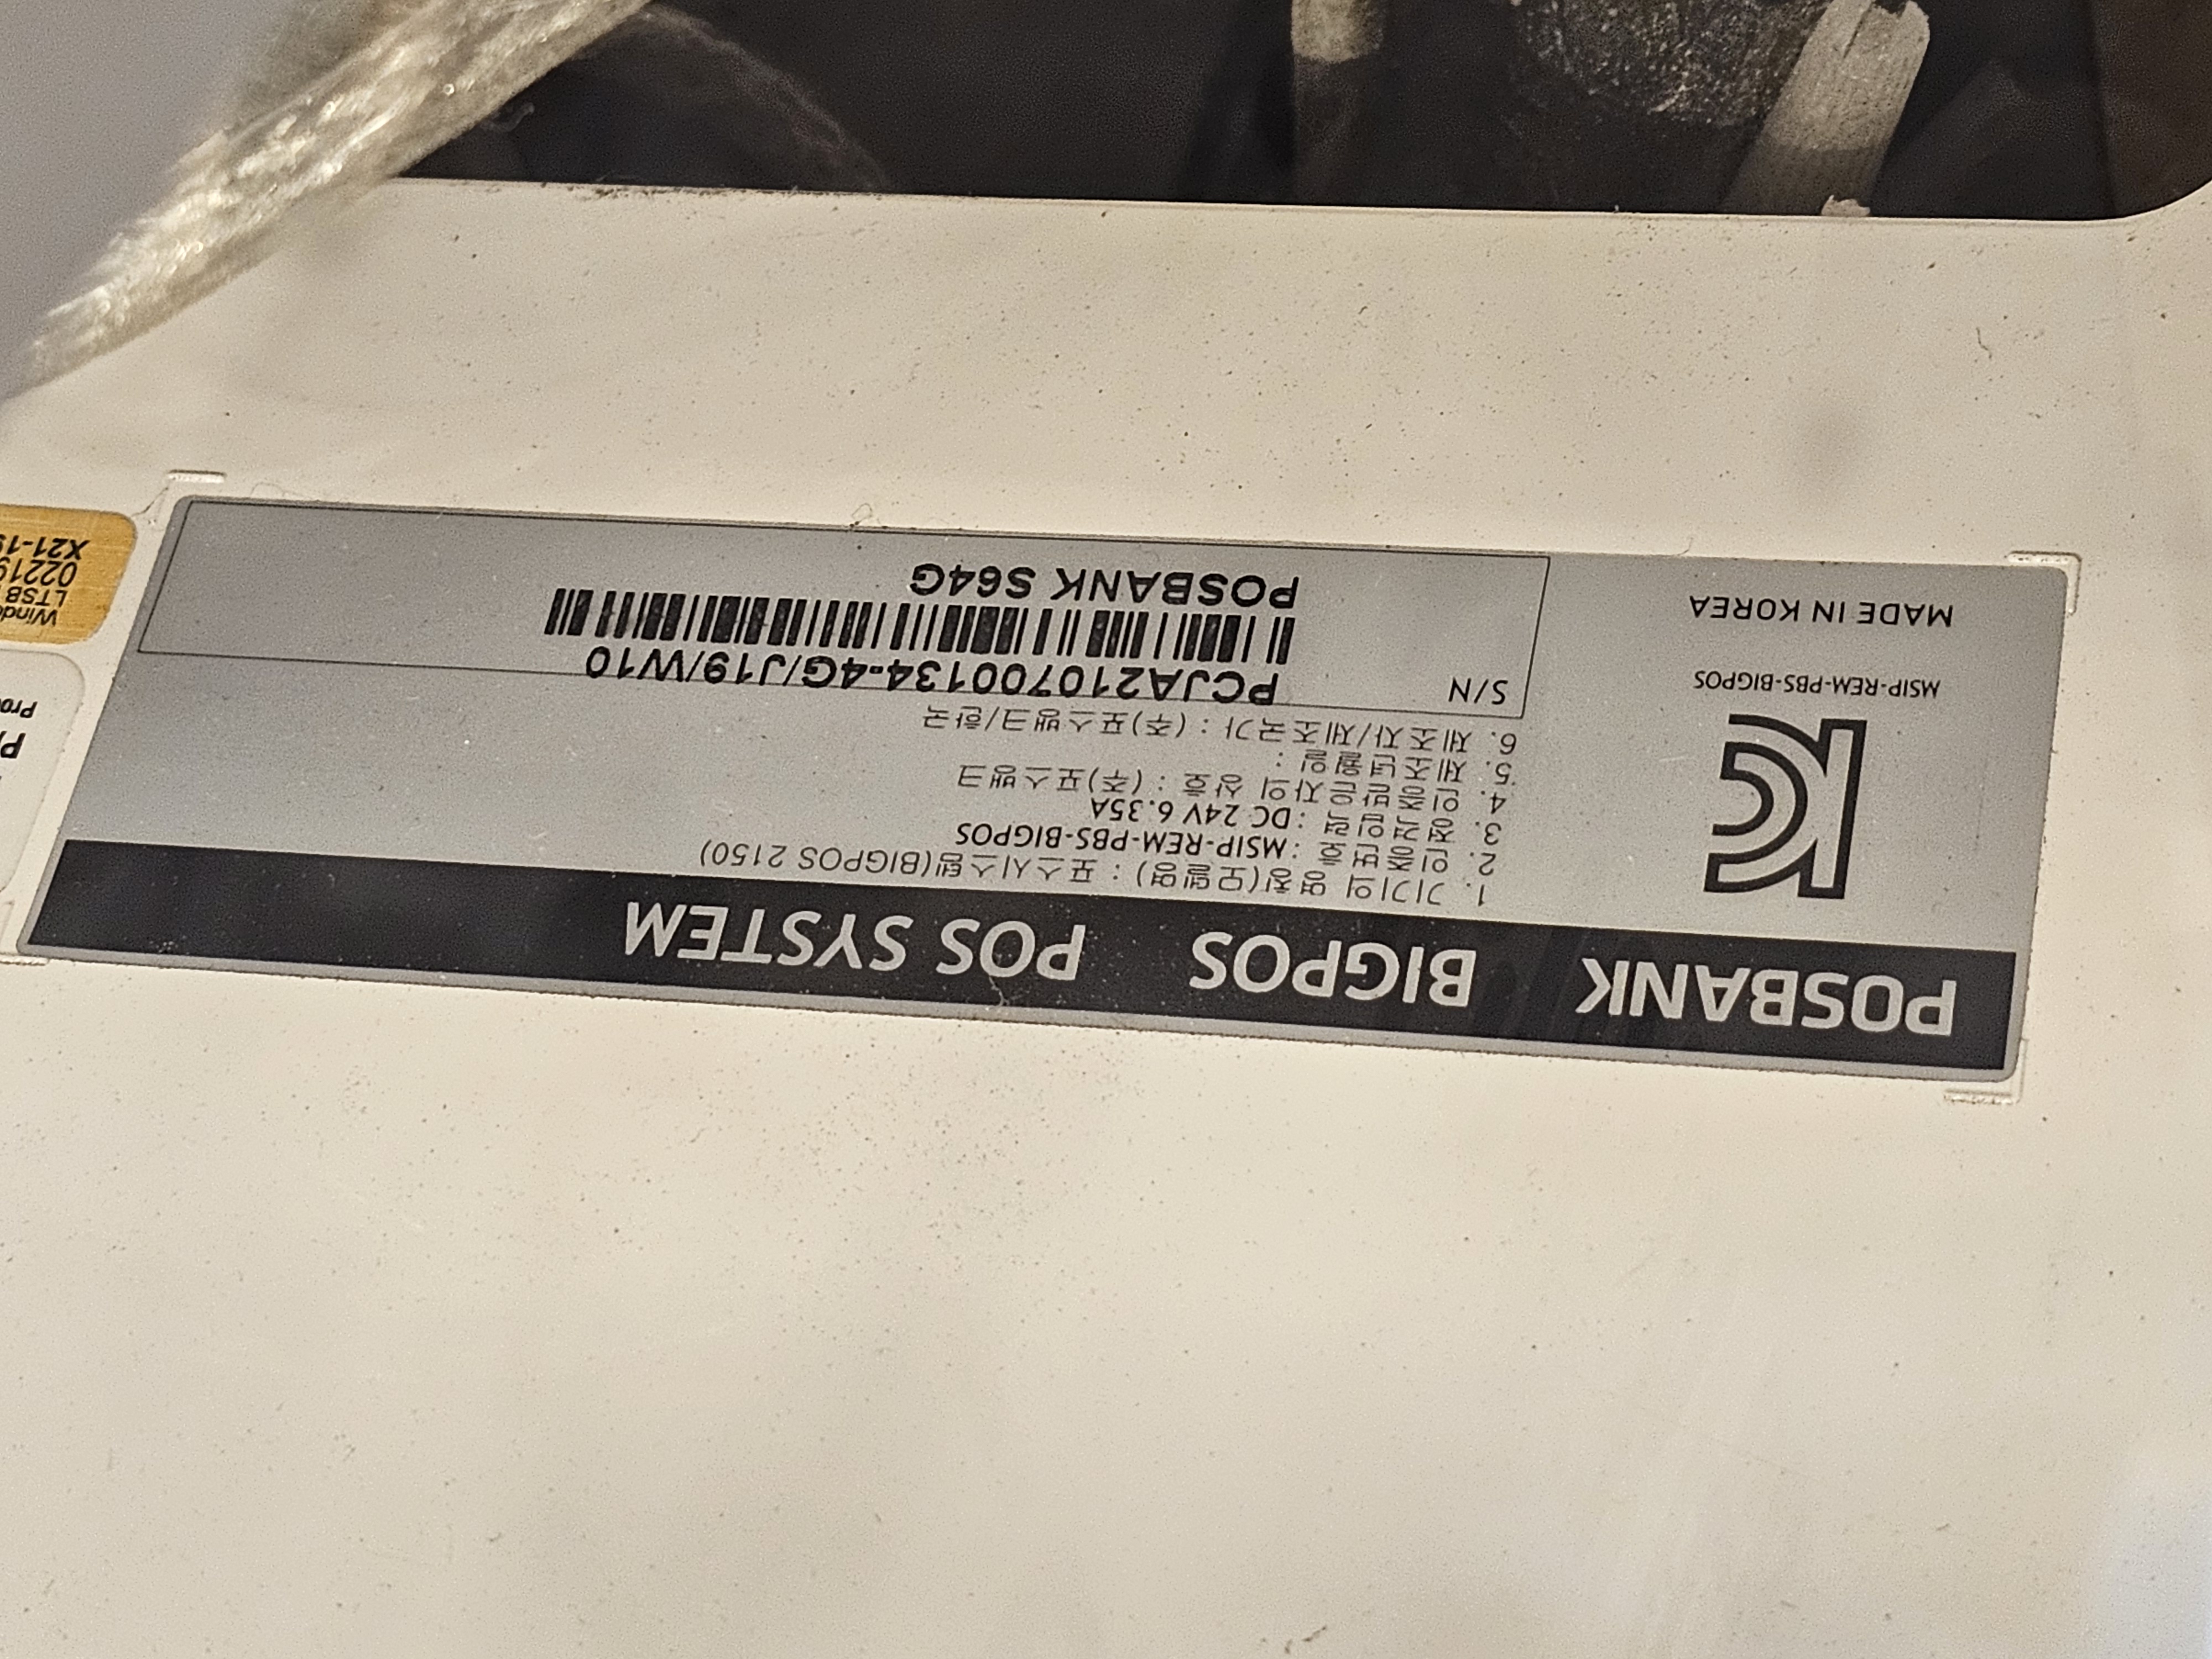 POSBANK BIGPOS POS SYSTEM
1. 기기의 명칭(모델명) : 포스시스템(BIGPOS 2150)
2. 인증번호 :MSIP-REM-PBS-BIGPOS
3. 정격입력 :DC 24V 6.35A
4. 인증받은자의 상호 : (주)포스뱅크
5. 제조년월일 :
6. 제조자/제조국가 : (주)포스뱅크/한국
MSIP-REM-PBS-BIGPOS
MADE IN KOREA
S/N
PCJA210700134-4G/J19/W10
POSBANK S64G
LTSB